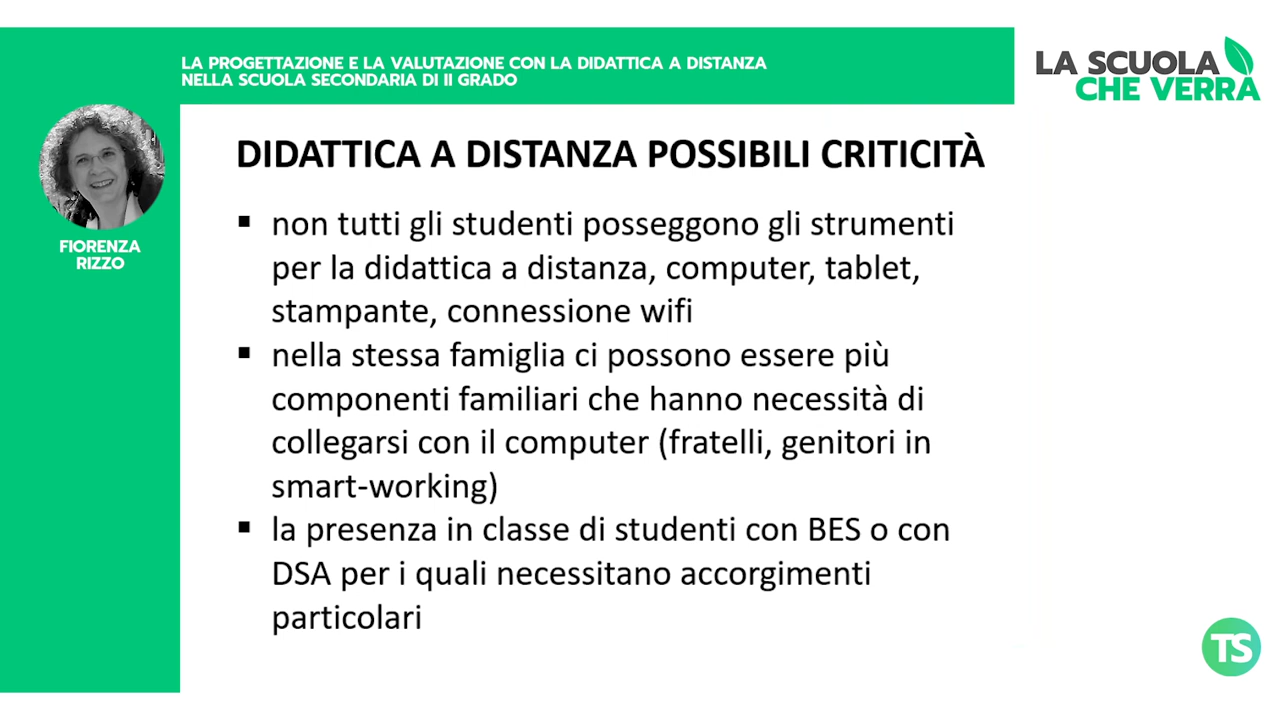 LA PROGETTAZIONE E LA VALUTAZIONE CON LA DIDATTICA A DISTANZA
NELLA SCUOLA SECONDARIA DI II GRADO
LA SCUOLA
CHE VERRA
FIORENZA
RIZZO
DIDATTICA A DISTANZA POSSIBILI CRITICITÀ
▪ non tutti gli studenti posseggono gli strumenti
per la didattica a distanza, computer, tablet,
stampante, connessione wifi
▪ nella stessa famiglia ci possono essere più
componenti familiari che hanno necessità di
collegarsi con il computer (fratelli, genitori in
smart-working)
▪ la presenza in classe di studenti con BES o con
DSA per i quali necessitano accorgimenti
particolari
TS